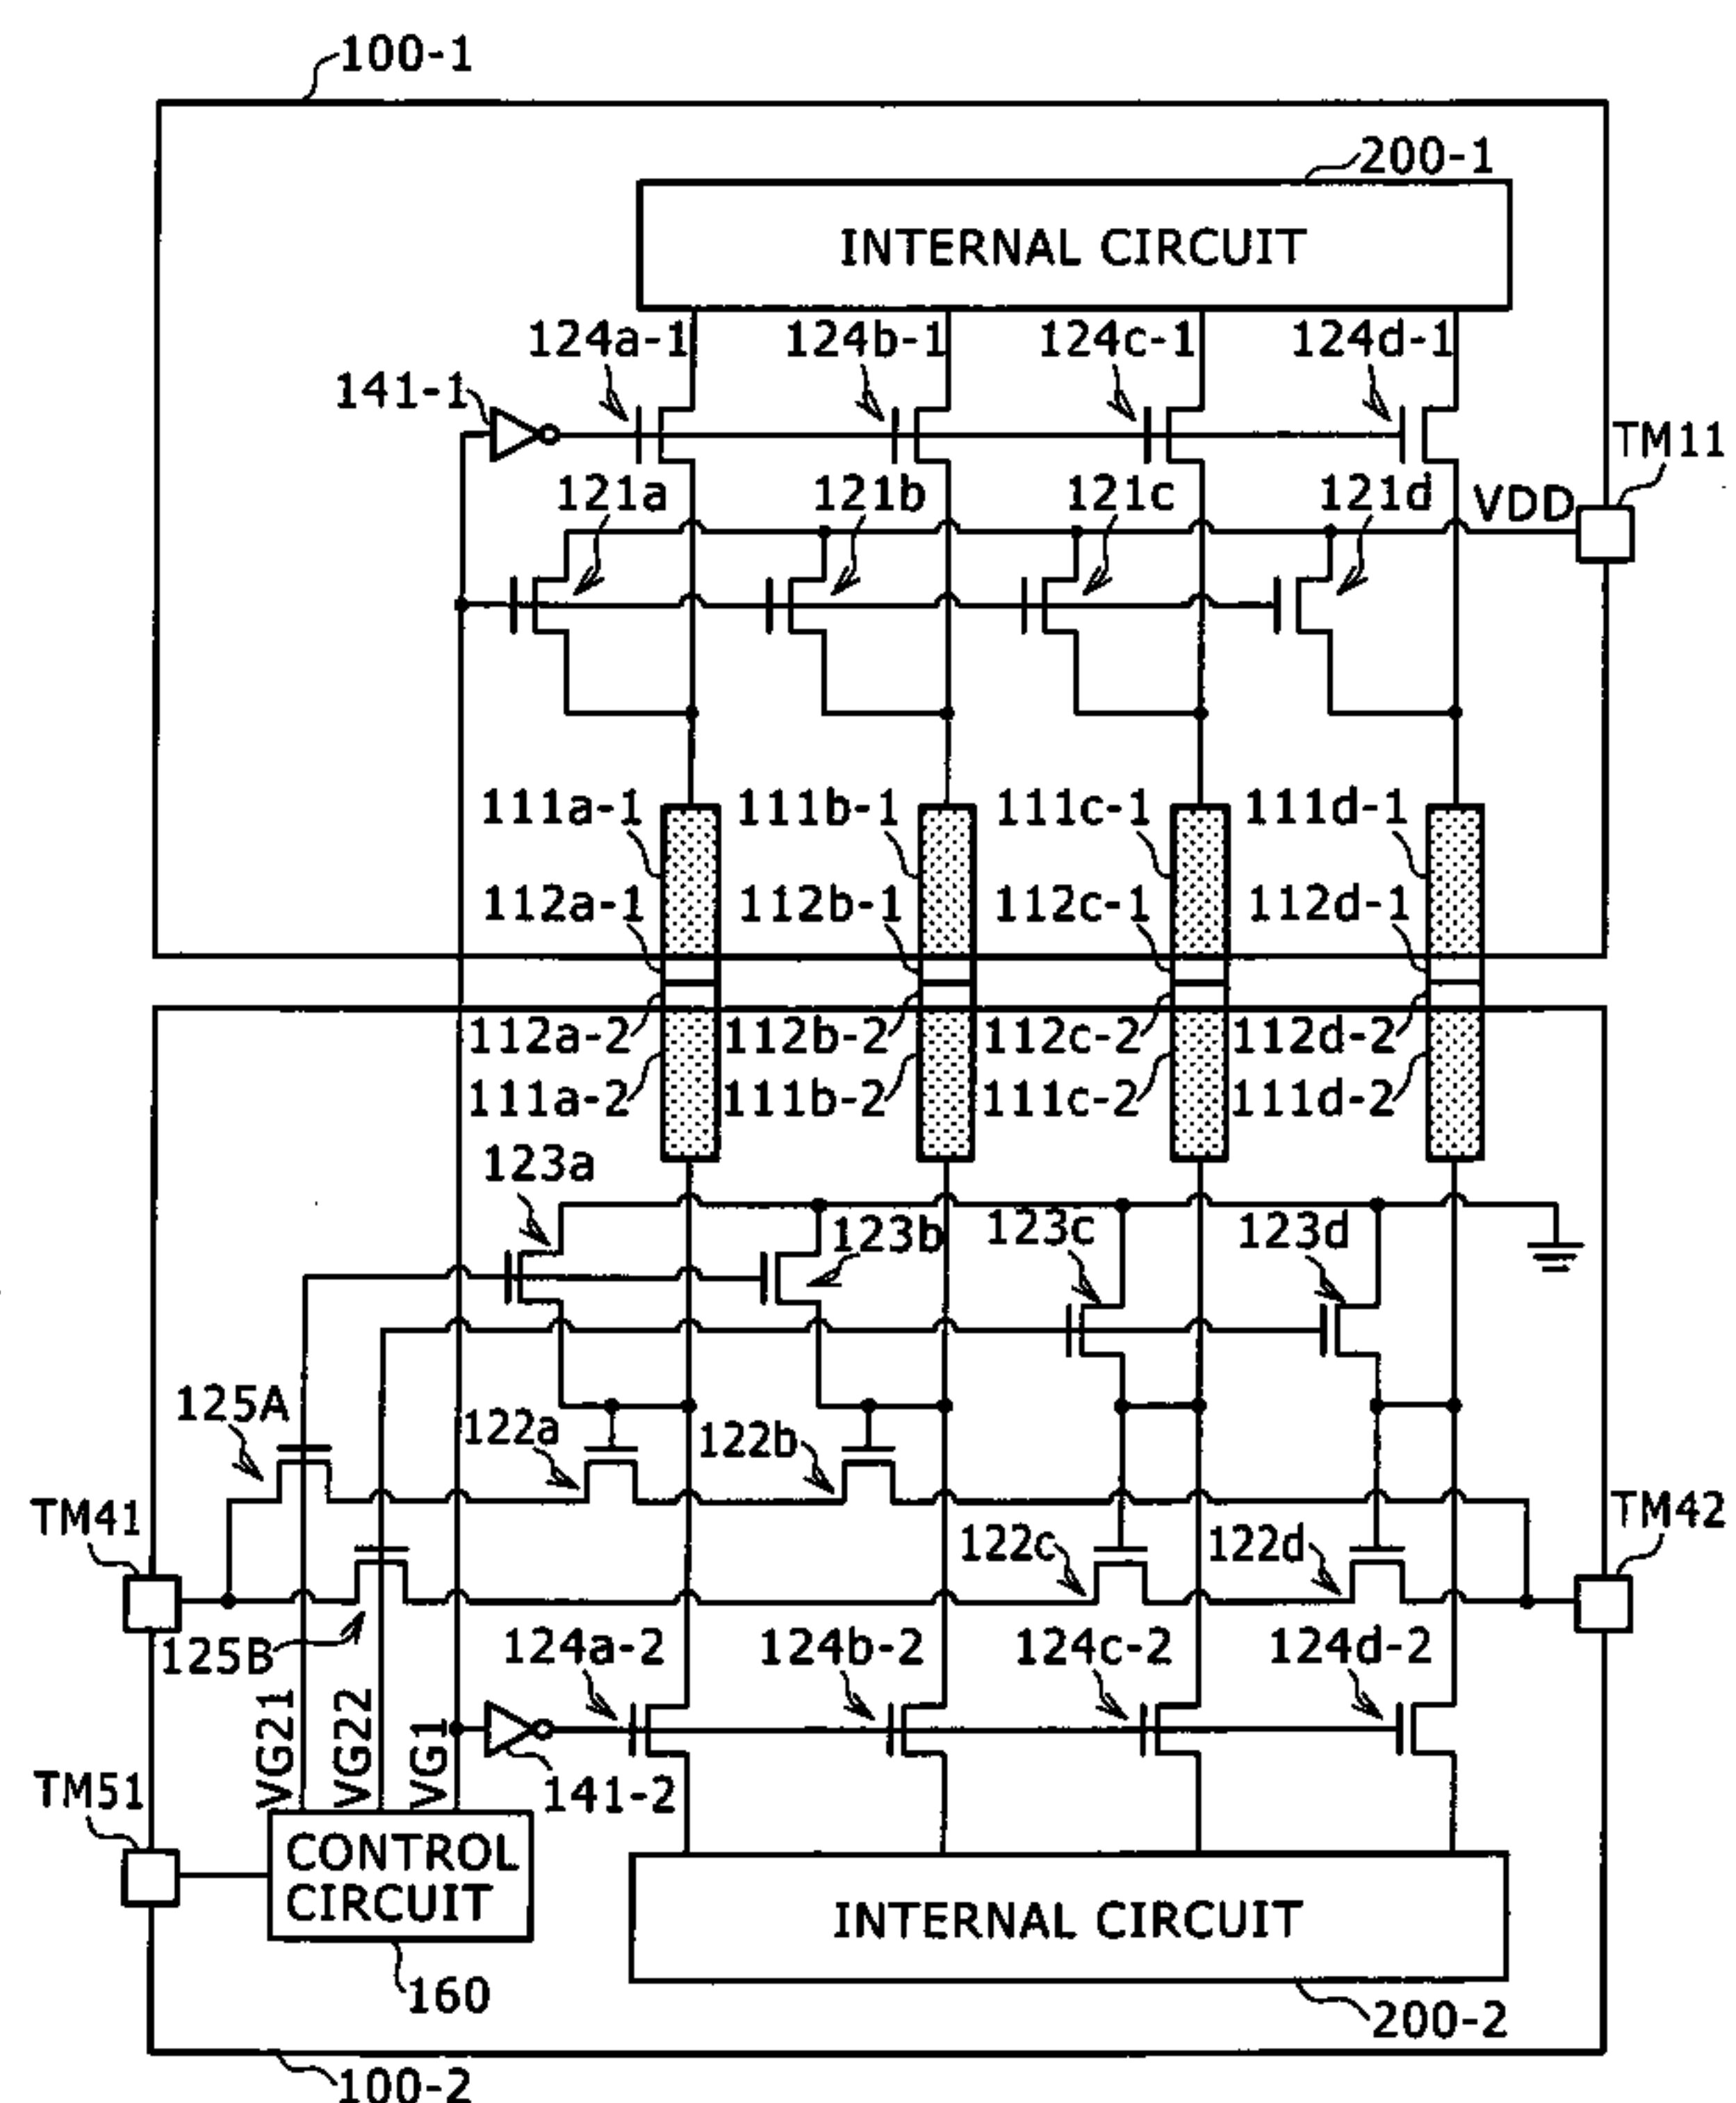 100-1
200-1
INTERNAL CIRCUIT
124a-1 124b-1 124c-1 124d-1
141-1
TM11
121a 121b 121c 121d VDD
111a-1 111b-1 111c-1 111d-1
112a-1 112b-1 112c-1 112d-1
112a-2 112b-2 112c-2 112d-2
111a-2 111b-2 111c-2 111d-2
123a
123b 123c 123d
125A 122a 122b
TM41 TM42
122c 122d
125B 124a-2 124b-2 124c-2 124d-2
VG21 VG22 VG1
TM51 141-2
CONTROL
CIRCUIT
INTERNAL CIRCUIT
160
200-2
100-2